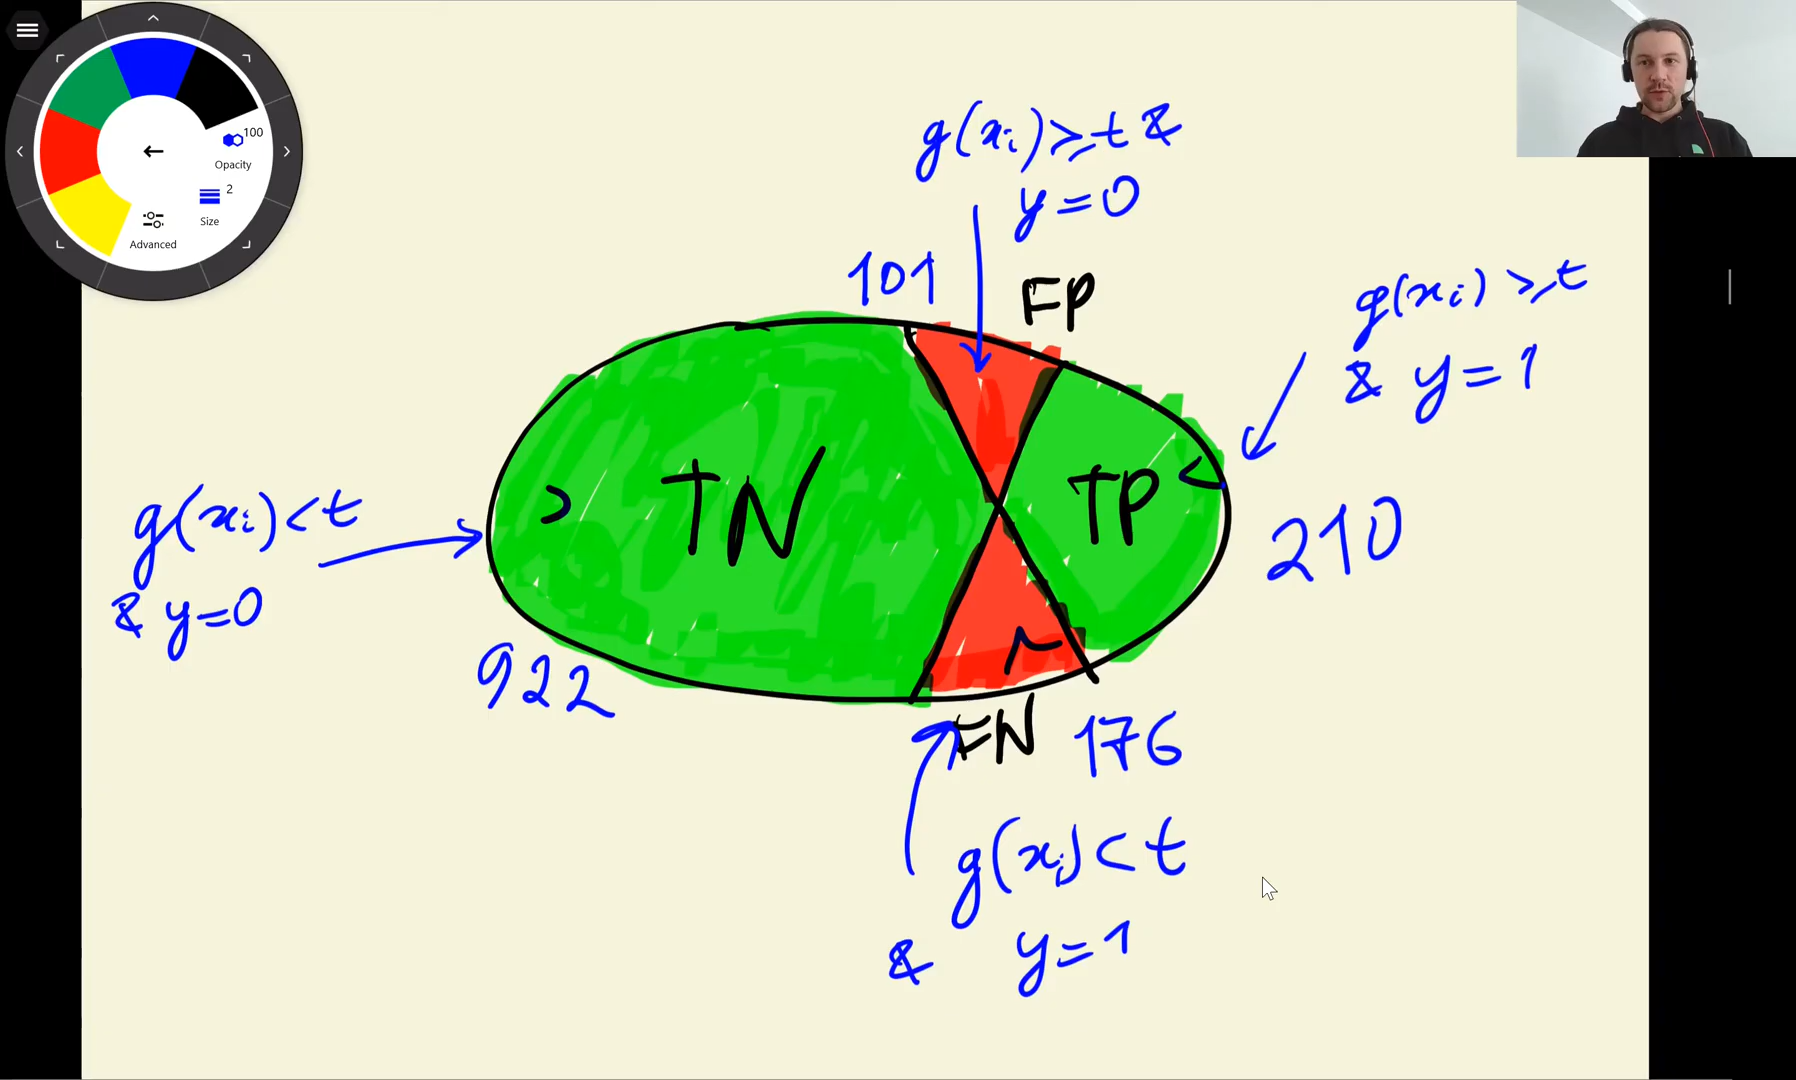 100
Opacity
2
Size
Advanced
g(xᵢ) ⩾ t &
y = 0
101
FP
g(xᵢ) ⩾ t
& y = 1
TN
TP
g(xᵢ) < t
& y = 0
210
922
FN
176
g(xᵢ) < t
& y = 1